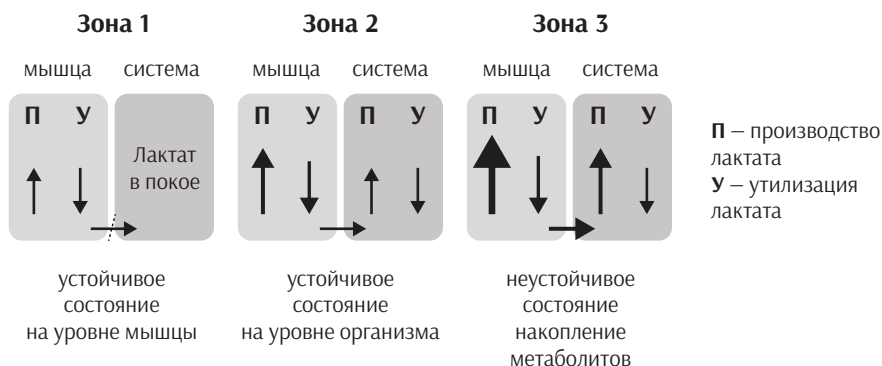 Зона 1
мышца система
П У
Лактат
в покое
устойчивое
состояние
на уровне мышцы
Зона 2
мышца система
П У П У
устойчивое
состояние
на уровне организма
Зона 3
мышца система
П У П У
неустойчивое
состояние
накопление
метаболитов
П – производство
лактата
У – утилизация
лактата